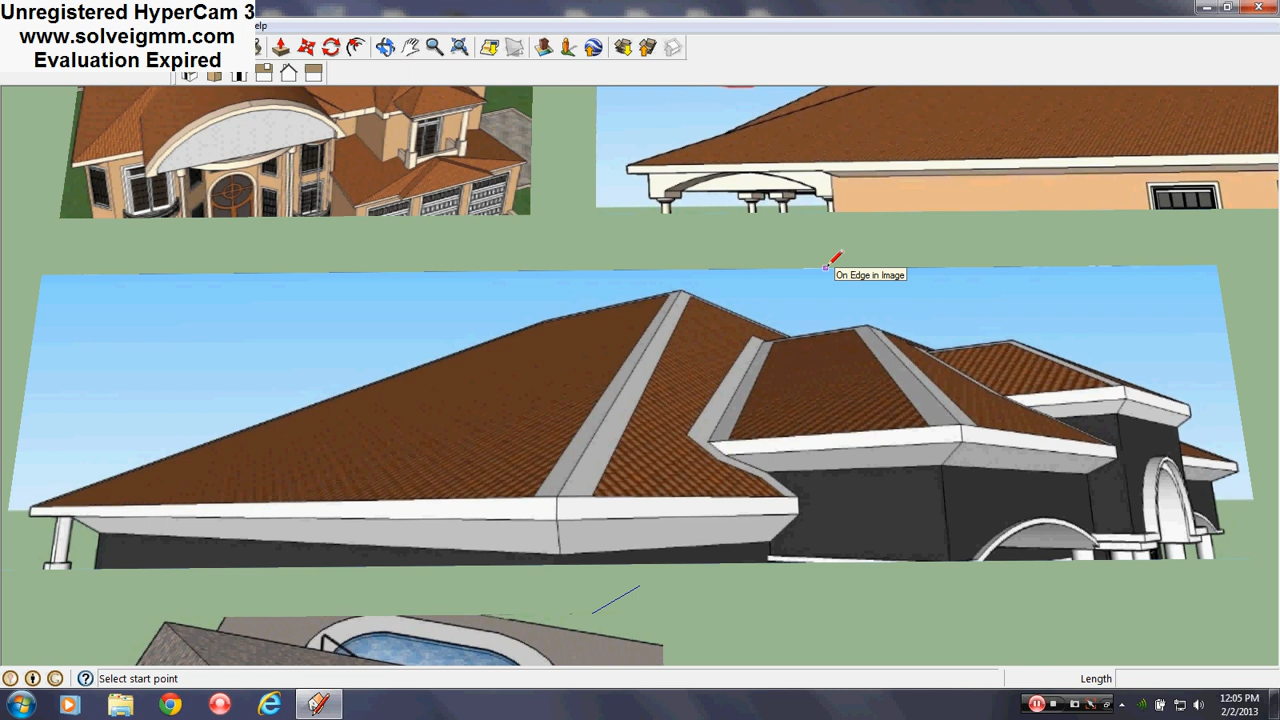 Unregistered HyperCam 3
www.solveigmm.com
Evaluation Expired
elp
On Edge in Image
Select start point
Length
12:05 PM
2/2/2013